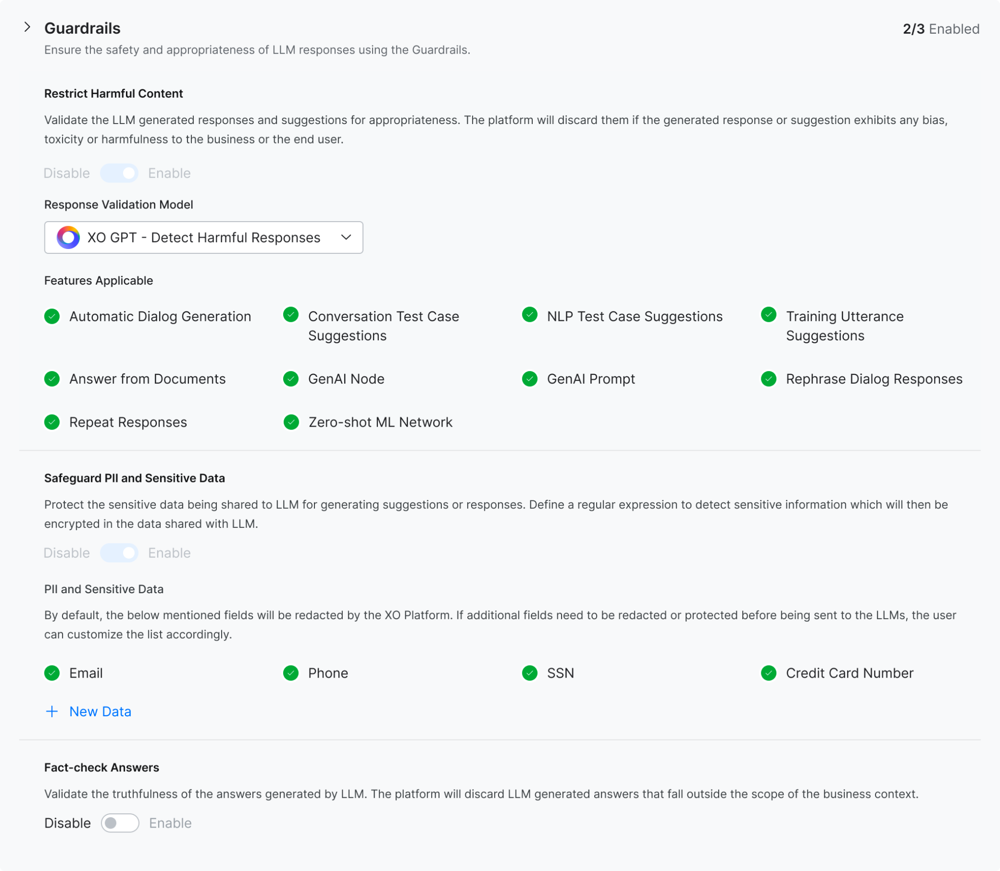 Guardrails
2/3 Enabled
Ensure the safety and appropriateness of LLM responses using the Guardrails.
Restrict Harmful Content
Validate the LLM generated responses and suggestions for appropriateness. The platform will discard them if the generated response or suggestion exhibits any bias,
toxicity or harmfulness to the business or the end user.
Disable Enable
Response Validation Model
XO GPT - Detect Harmful Responses
Features Applicable
Automatic Dialog Generation
Conversation Test Case
Suggestions
NLP Test Case Suggestions
Training Utterance
Suggestions
Answer from Documents
GenAI Node
GenAI Prompt
Rephrase Dialog Responses
Repeat Responses
Zero-shot ML Network
Safeguard PII and Sensitive Data
Protect the sensitive data being shared to LLM for generating suggestions or responses. Define a regular expression to detect sensitive information which will then be
encrypted in the data shared with LLM.
Disable Enable
PII and Sensitive Data
By default, the below mentioned fields will be redacted by the XO Platform. If additional fields need to be redacted or protected before being sent to the LLMs, the user
can customize the list accordingly.
Email
Phone
SSN
Credit Card Number
+ New Data
Fact-check Answers
Validate the truthfulness of the answers generated by LLM. The platform will discard LLM generated answers that fall outside the scope of the business context.
Disable Enable